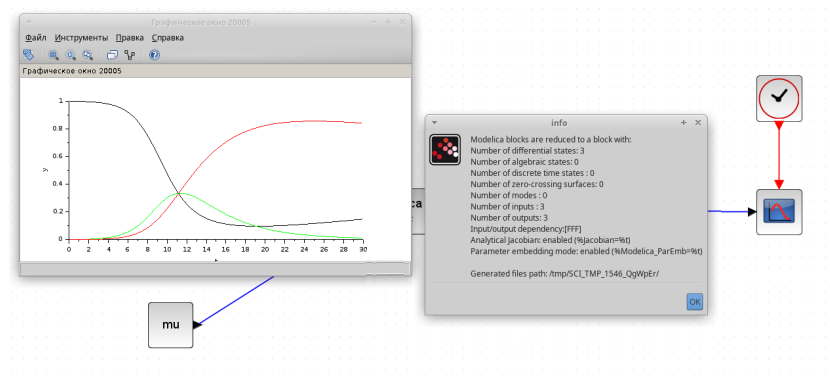 Графическое окно 20005
Файл Инструменты Правка Справка
Графическое окно 20005
1
0.8
0.6
0.4
0.2
0
y
0 2 4 6 8 10 12 14 16 18 20 22 24 26 28 30
t
mu
ca
info
Modelica blocks are reduced to a block with:
Number of differential states: 3
Number of algebraic states: 0
Number of discrete time states : 0
Number of zero-crossing surfaces: 0
Number of modes : 0
Number of inputs : 3
Number of outputs: 3
Input/output dependency:[FFF]
Analytical Jacobian: enabled (%Jacobian=%t)
Parameter embedding mode: enabled (%Modelica_ParEmb=%t)
Generated files path: /tmp/SCI_TMP_1546_QgWpEr/
OK